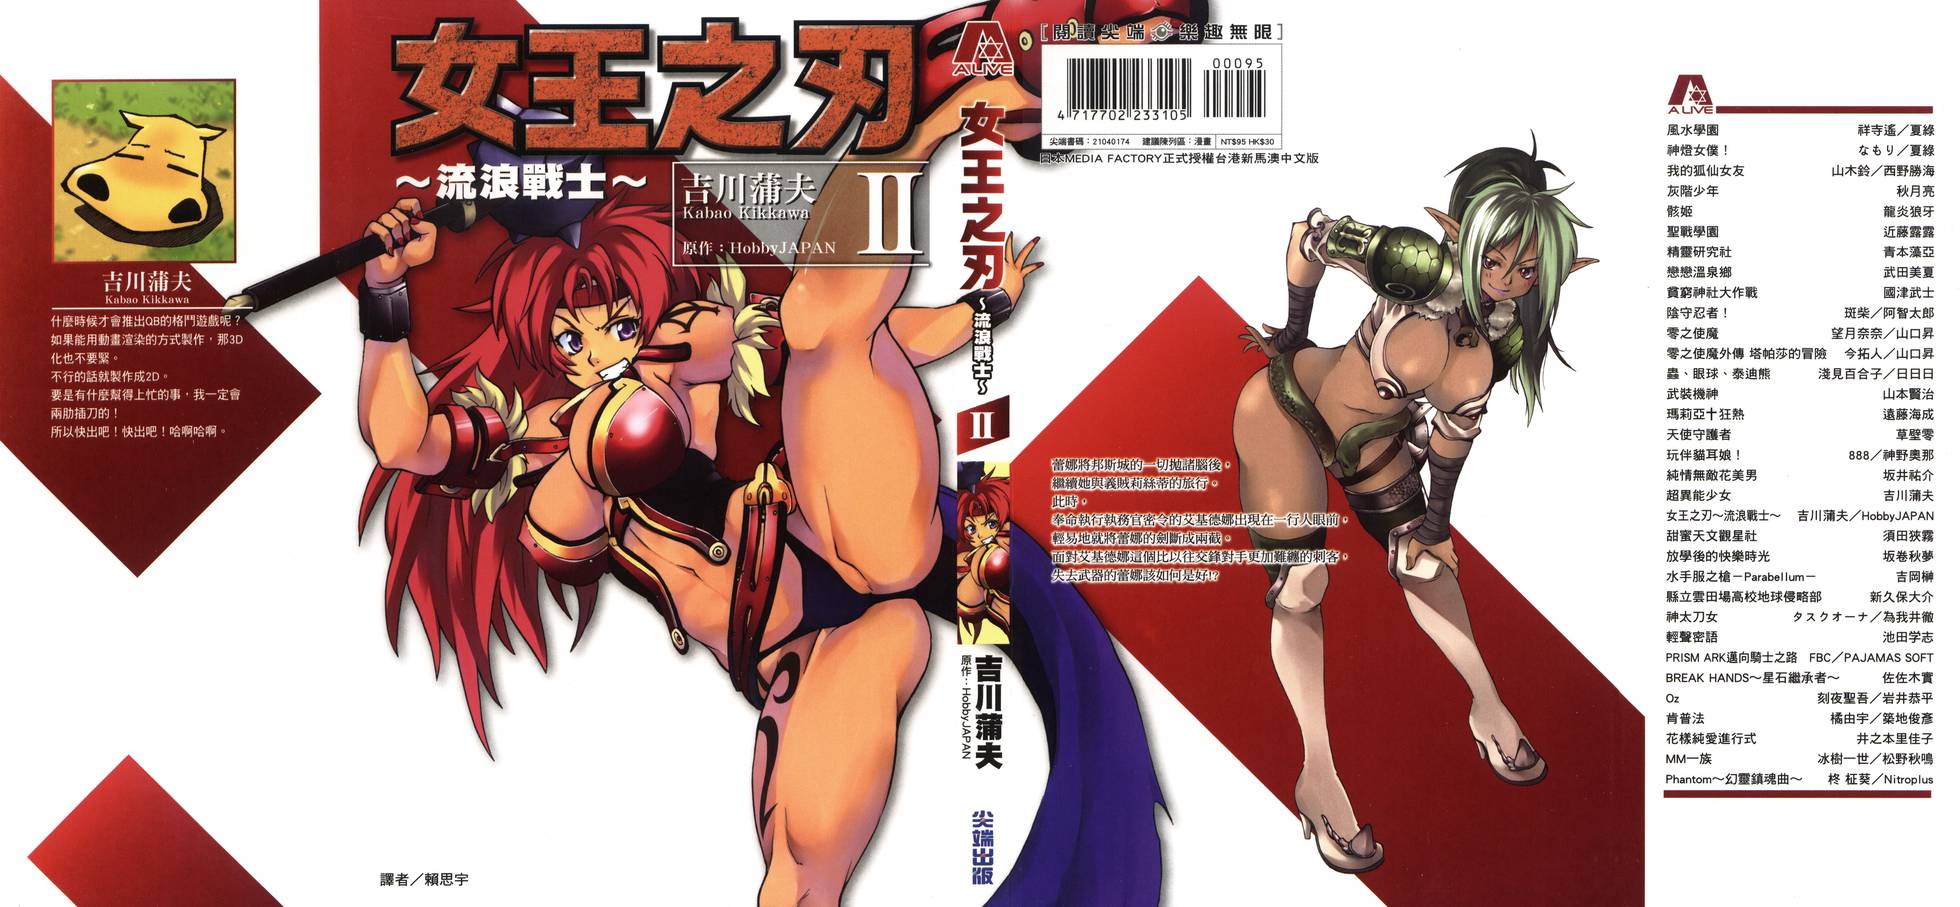 吉川蒲夫
Kabao Kikkawa
什麼時候才會推出QB的格鬥遊戲呢？
如果能用動畫渲染的方式製作，那3D
化也不要緊。
不行的話就製作成2D。
要是有什麼幫得上忙的事，我一定會
兩肋插刀的！
所以快出吧！快出吧！哈啊哈啊。
女王之刃
～流浪戰士～
吉川蒲夫
Kabao Kikkawa
原作：HobbyJAPAN
II
譯者／賴思宇
ALIVE
女王之刃
～流浪戰士～
II
吉川蒲夫
原作：HobbyJAPAN
尖端出版
[閱讀尖端 樂趣無限]
00095
4 717702 233105
尖端書碼：21040174 建議陳列區：漫畫 NT$95 HK$30
日本MEDIA FACTORY正式授權台港新馬澳中文版
蕾娜將邦斯城的一切拋諸腦後，
繼續她與義賊莉絲蒂的旅行。
此時，
奉命執行執務官密令的艾基德娜出現在一行人眼前，
輕易地就將蕾娜的劍斷成兩截。
面對艾基德娜這個比以往交鋒對手更加難纏的刺客，
失去武器的蕾娜該如何是好!?
ALIVE
風水學園 祥寺遙／夏綠
神燈女僕！ なもり／夏綠
我的狐仙女友 山木鈴／西野勝海
灰階少年 秋月亮
骸姬 龍炎狼牙
聖戰學園 近藤露露
精靈研究社 青本藻亞
戀戀溫泉鄉 武田美夏
貧窮神社大作戰 國津武士
陰守忍者！ 斑柴／阿智太郎
零之使魔 望月奈奈／山口昇
零之使魔外傳 塔帕莎的冒險 今拓人／山口昇
蟲、眼球、泰迪熊 淺見百合子／日日日
武裝機神 山本賢治
瑪莉亞†狂熱 遠藤海成
天使守護者 草壁零
玩伴貓耳娘！ 888／神野奧那
純情無敵花美男 坂井祐介
超異能少女 吉川蒲夫
女王之刃～流浪戰士～ 吉川蒲夫／HobbyJAPAN
甜蜜天文觀星社 須田狹霧
放學後的快樂時光 坂卷秋夢
水手服之槍－Parabellum－ 吉岡榊
縣立雲田場高校地球侵略部 新久保大介
神太刀女 タスクオーナ／為我井徹
輕聲密語 池田学志
PRISM ARK邁向騎士之路 FBC／PAJAMAS SOFT
BREAK HANDS～星石繼承者～ 佐佐木實
Oz 刻夜聖吾／岩井恭平
肯普法 橘由宇／築地俊彥
花樣純愛進行式 井之本里佳子
MM一族 冰樹一世／松野秋鳴
Phantom～幻靈鎮魂曲～ 柊 柾葵／Nitroplus